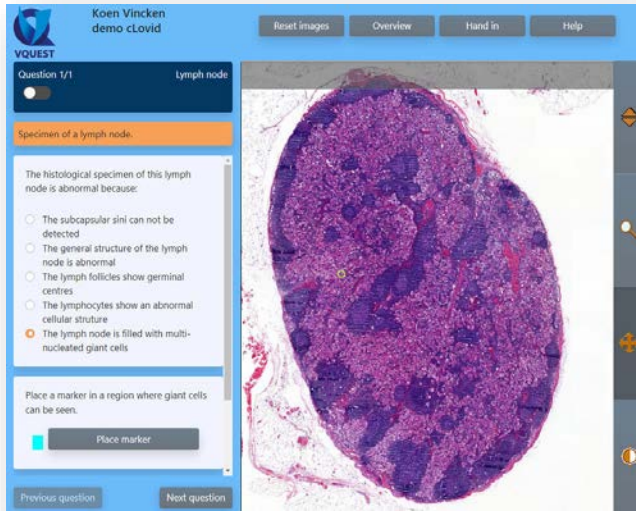 Koen Vincken
demo cLovid
VQUEST
Reset images
Overview
Hand in
Help
Question 1/1
Lymph node
Specimen of a lymph node.
The histological specimen of this lymph
node is abnormal because:
The subcapsular sini can not be
detected
The general structure of the lymph
node is abnormal
The lymph follicles show germinal
centres
The lymphocytes show an abnormal
cellular struture
The lymph node is filled with multi-
nucleated giant cells
Place a marker in a region where giant cells
can be seen.
Place marker
Previous question
Next question